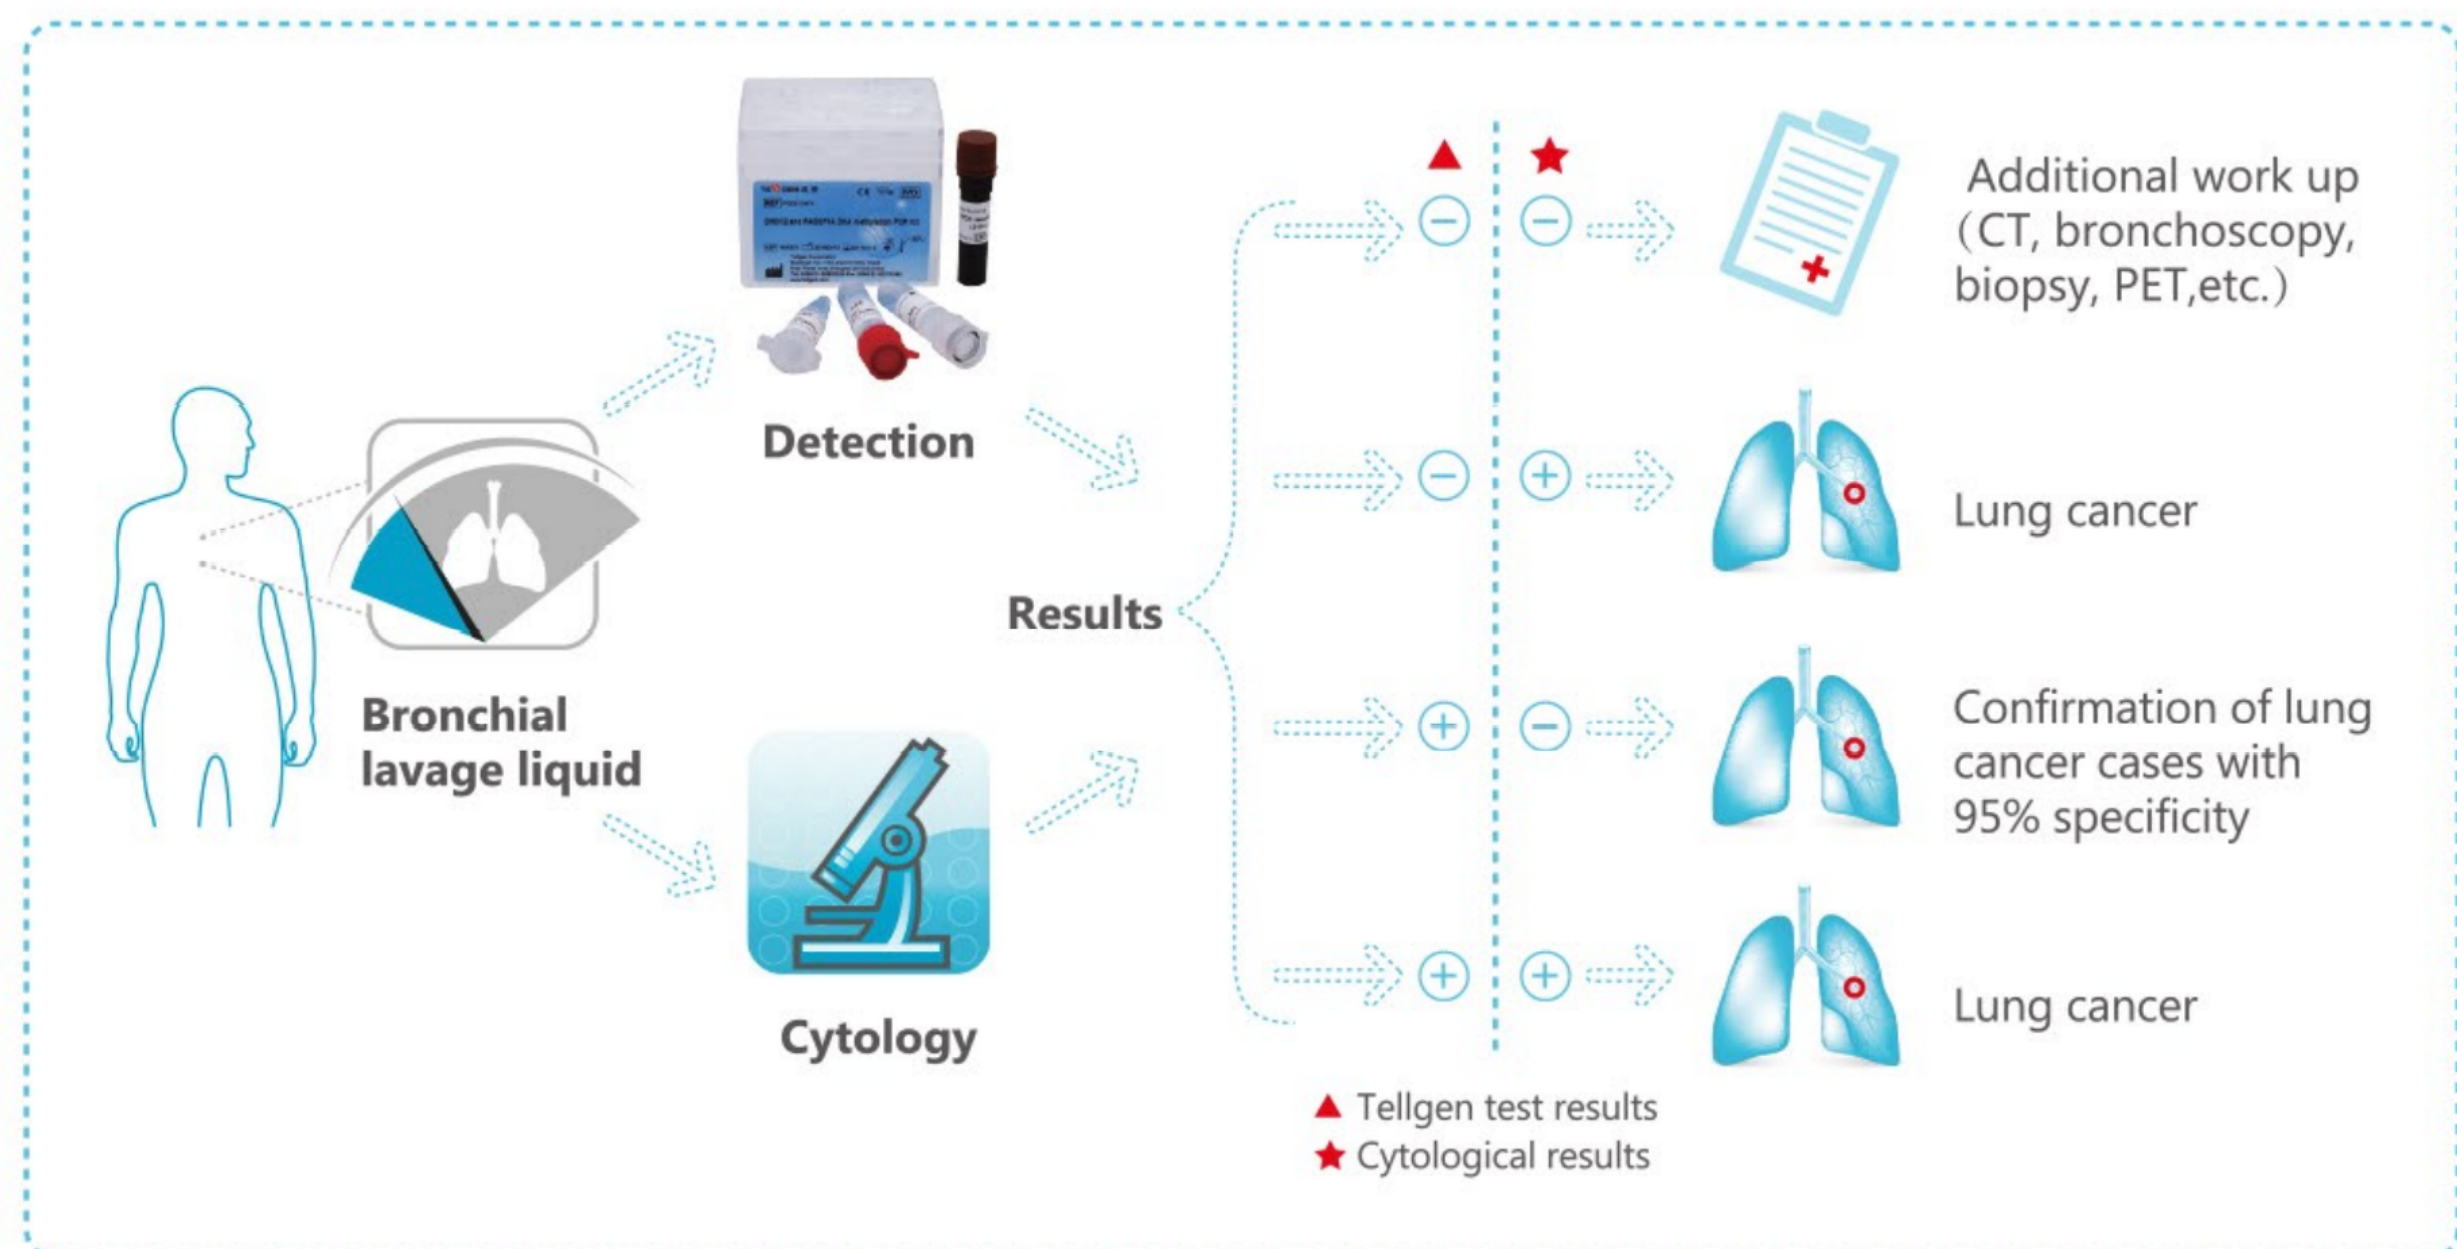 Detection
Bronchial
lavage liquid
Cytology
Results
Additional work up
(CT, bronchoscopy,
biopsy, PET,etc.)
Lung cancer
Confirmation of lung
cancer cases with
95% specificity
Lung cancer
▲ Tellgen test results
★ Cytological results